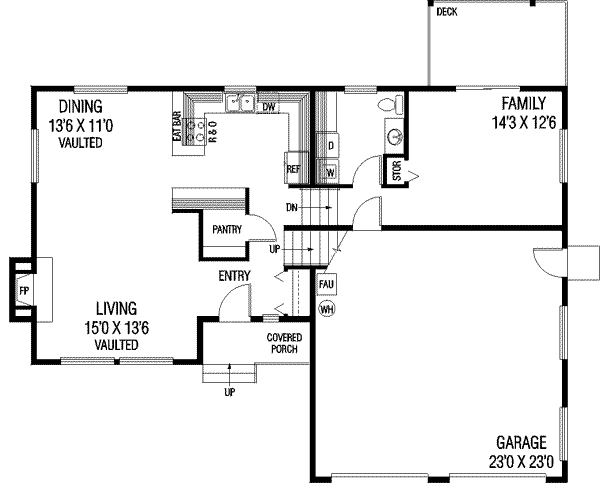 DECK
DINING
13'6 X 11'0
VAULTED
EAT BAR
R & O
DW
REF
D
W
STOR
FAMILY
14'3 X 12'6
DN
PANTRY
UP
ENTRY
FAU
WH
FP
LIVING
15'0 X 13'6
VAULTED
COVERED
PORCH
UP
GARAGE
23'0 X 23'0